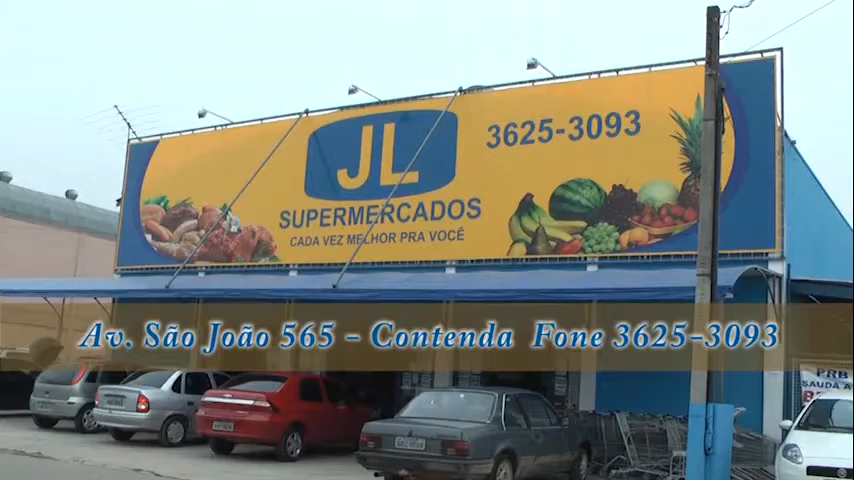 JL
3625-3093
SUPERMERCADOS
CADA VEZ MELHOR PRA VOCÊ
Av. São João 565 - Contenda Fone 3625-3093
PRB
SAUDA A